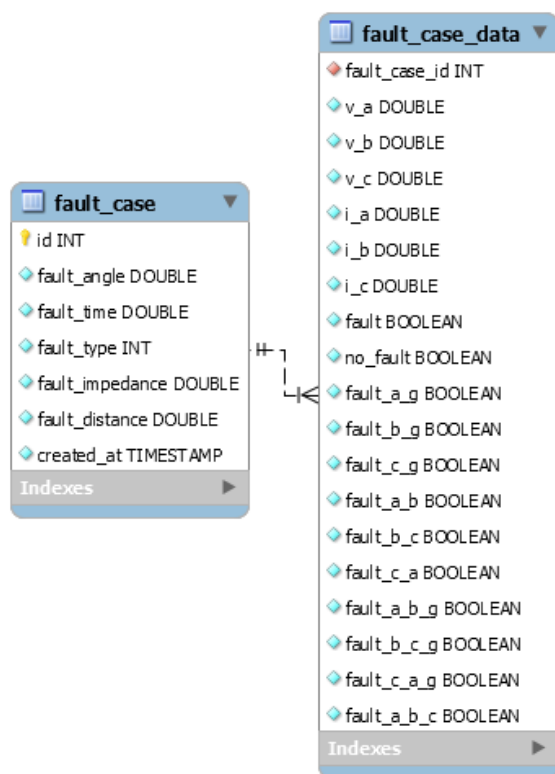 fault_case
id INT
fault_angle DOUBLE
fault_time DOUBLE
fault_type INT
fault_impedance DOUBLE
fault_distance DOUBLE
created_at TIMESTAMP
Indexes
fault_case_data
fault_case_id INT
v_a DOUBLE
v_b DOUBLE
v_c DOUBLE
i_a DOUBLE
i_b DOUBLE
i_c DOUBLE
fault BOOLEAN
no_fault BOOLEAN
fault_a_g BOOLEAN
fault_b_g BOOLEAN
fault_c_g BOOLEAN
fault_a_b BOOLEAN
fault_b_c BOOLEAN
fault_c_a BOOLEAN
fault_a_b_g BOOLEAN
fault_b_c_g BOOLEAN
fault_c_a_g BOOLEAN
fault_a_b_c BOOLEAN
Indexes